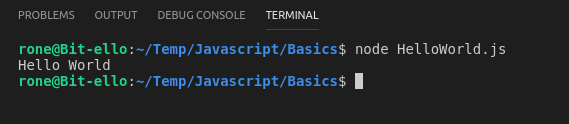 PROBLEMS OUTPUT DEBUG CONSOLE TERMINAL
rone@Bit-ello:~/Temp/Javascript/Basics$ node HelloWorld.js
Hello World
rone@Bit-ello:~/Temp/Javascript/Basics$